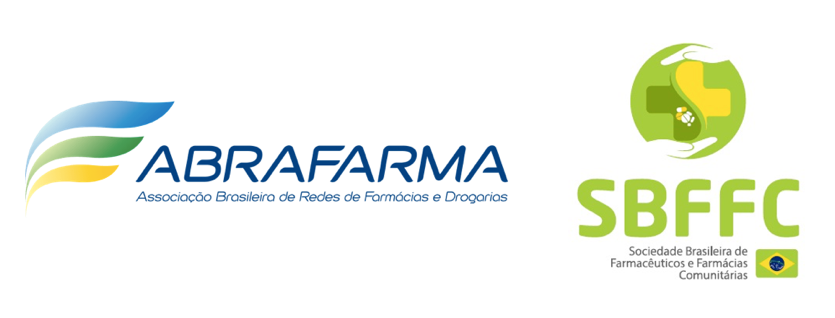 ABRAFARMA
Associação Brasileira de Redes de Farmácias e Drogarias
SBFFC
Sociedade Brasileira de
Farmacêuticos e Farmácias
Comunitárias